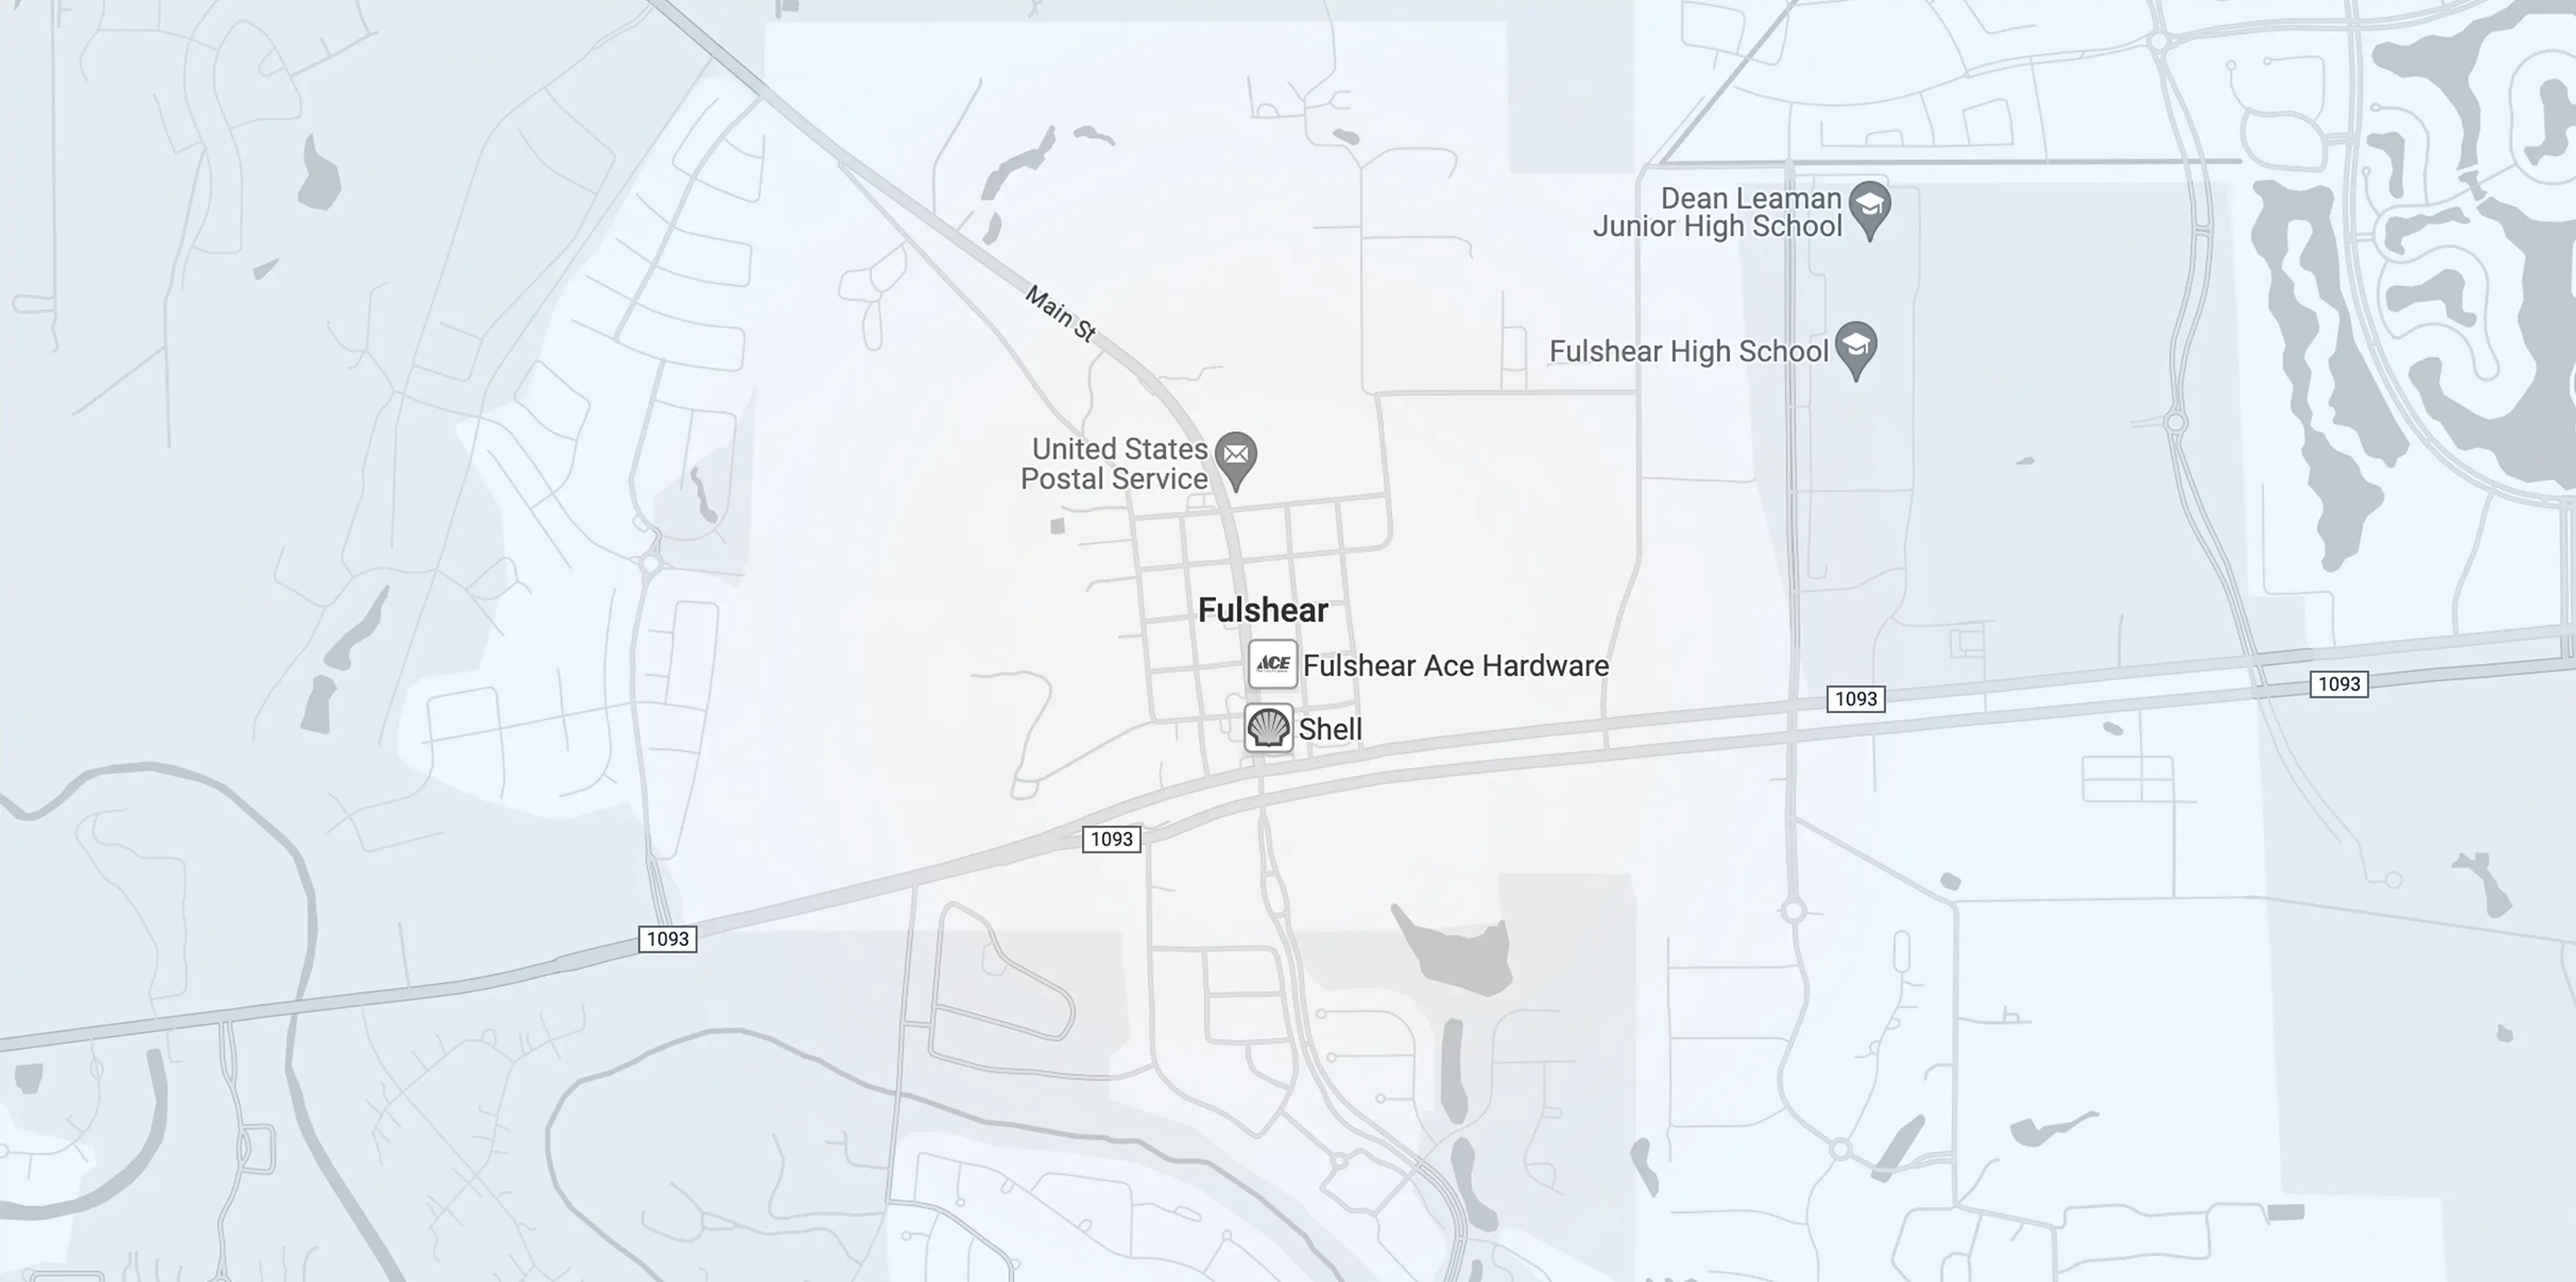 Dean Leaman
Junior High School
Main St
Fulshear High School
United States
Postal Service
Fulshear
ACE
Fulshear Ace Hardware
1093
1093
Shell
1093
1093